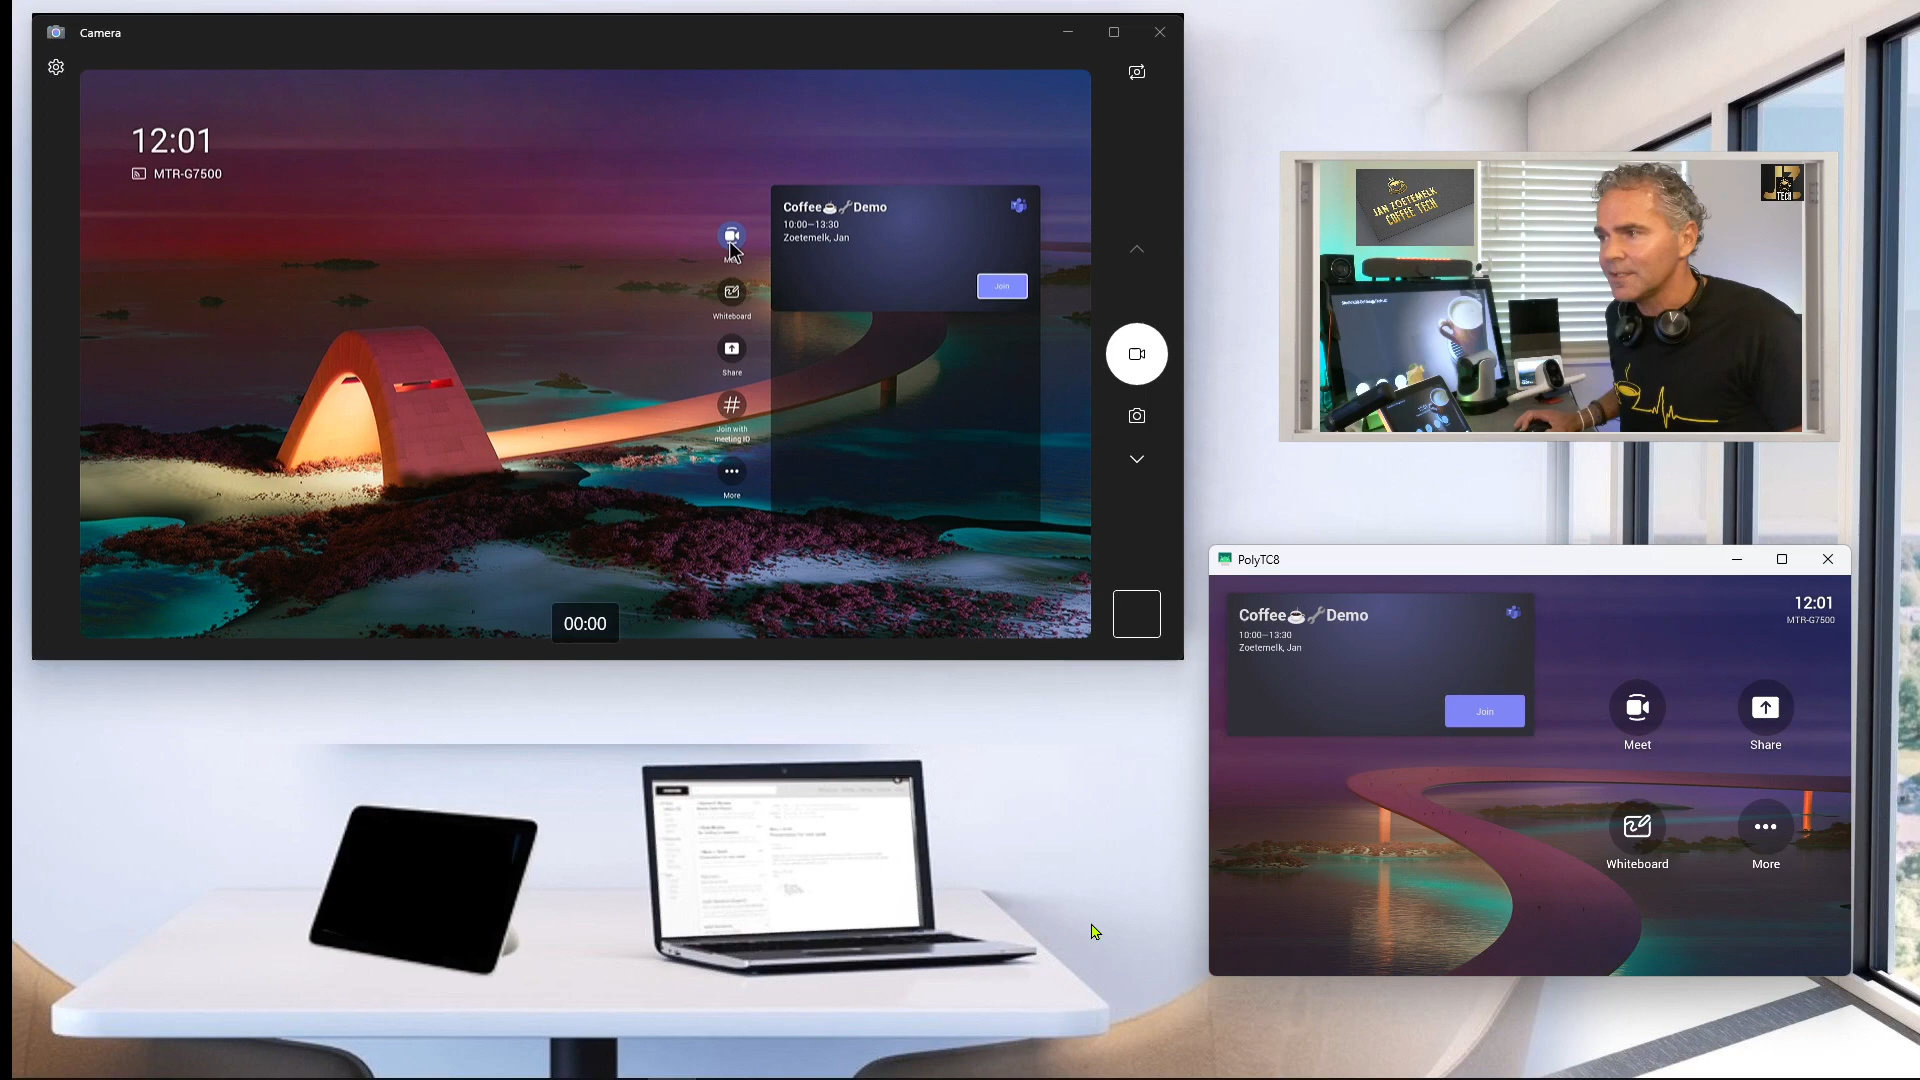 Camera
12:01
MTR-G7500
Coffee☕🔧Demo
10:00—13:30
Zoetemelk, Jan
Join
Whiteboard
Share
Join with
meeting ID
More
00:00
JAN ZOETEMELK
COFFEE TECH
JZ
TECH
PolyTC8
Coffee☕🔧Demo
10:00—13:30
Zoetemelk, Jan
Join
12:01
MTR-G7500
Meet
Share
Whiteboard
More